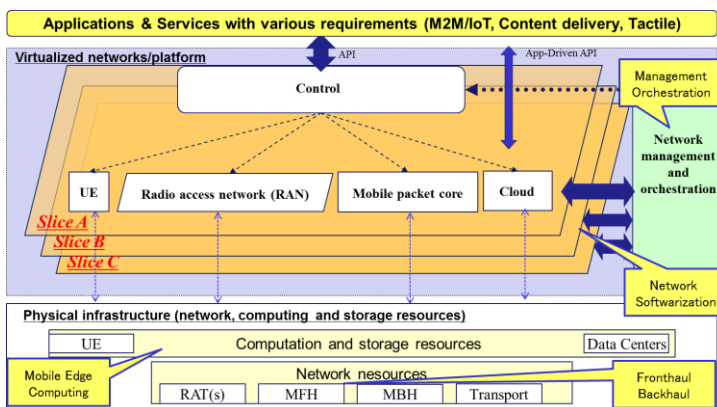 Applications & Services with various requirements (M2M/IoT, Content delivery, Tactile)
API
App-Driven API
Virtualized networks/platform
Control
Management
Orchestration
Network
management
and
orchestration
UE
Radio access network (RAN)
Mobile packet core
Cloud
Slice A
Slice B
Slice C
Network
Softwarization
Physical infrastructure (network, computing and storage resources)
UE
Computation and storage resources
Data Centers
Mobile Edge
Computing
Network nesources
RAT(s)
MFH
MBH
Transport
Fronthaul
Backhaul